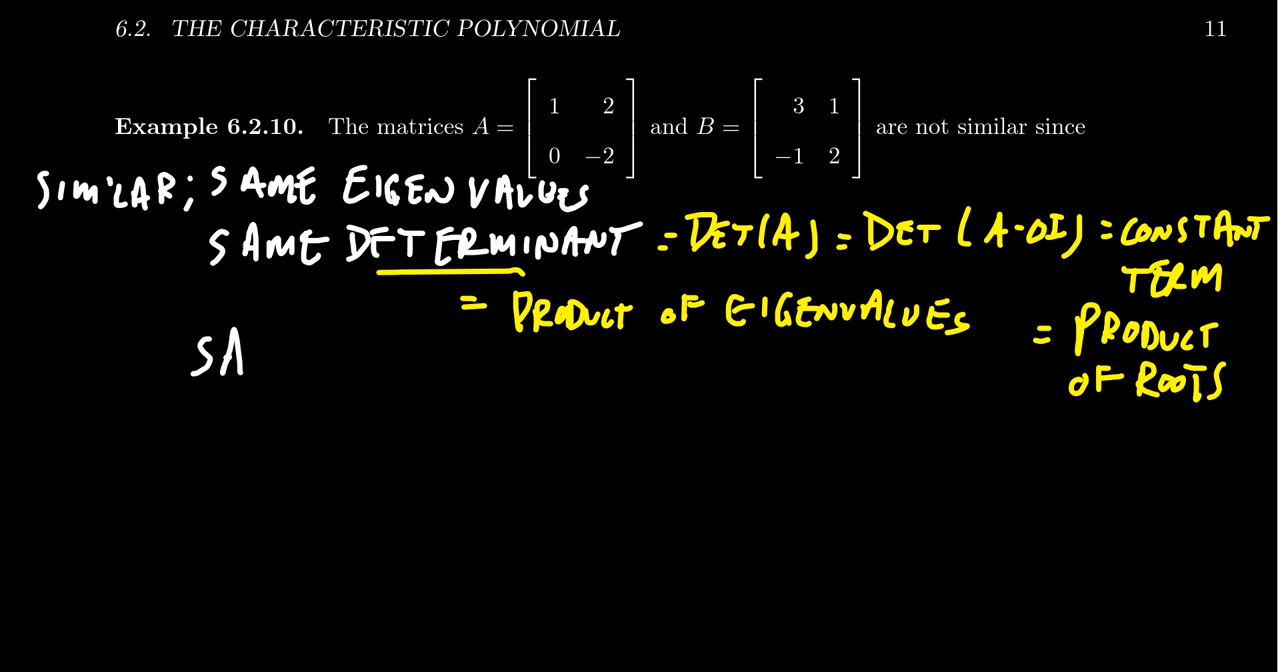 6.2. THE CHARACTERISTIC POLYNOMIAL 11
Example 6.2.10. The matrices A = [1 2; 0 −2] and B = [3 1; −1 2] are not similar since
SIMILAR; SAME EIGENVALUES
SAME DETERMINANT = DET(A) = DET(A-0I) = CONSTANT
TERM
= PRODUCT OF EIGENVALUES = PRODUCT
OF ROOTS
SA